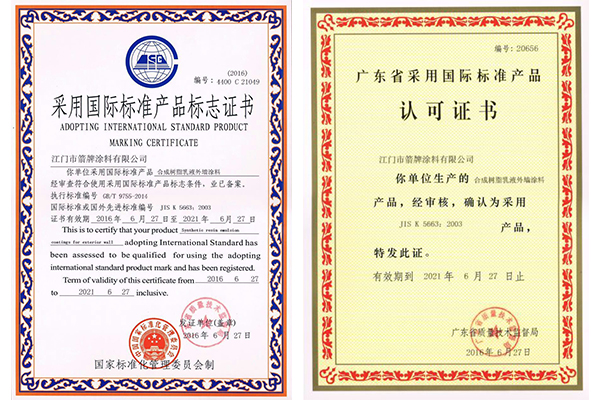 (2016)
编号：4400 C 21049
采用国际标准产品标志证书
ADOPTING INTERNATIONAL STANDARD PRODUCT
MARKING CERTIFICATE
江门市箭牌涂料有限公司
你单位采用国际标准产品 合成树脂乳液外墙涂料
经审查符合使用采用国际标准产品标志条件，业已备案。
执行标准编号 GB/T 9755-2014
国际标准或国外先进标准编号 JIS K 5663：2003
证书有效期 2016 年 6 月 27 日至 2021 年 6 月 27 日
This is to certify that your product Synthetic resin emulsion
coatings for exterior wall adopting International Standard has
been assessed to be qualified for using the adopting
international standard product mark and has been registered.
Term of validity of this certificate from 2016 6 27
to 2021 6 27 inclusive.
发证单位(盖章)
2016 年 6 月 27 日
国家标准化管理委员会制
编号：20656
广东省采用国际标准产品
认可证书
江门市箭牌涂料有限公司
你单位生产的 合成树脂乳液外墙涂料
产品，经审核，确认为采用
JIS K 5663：2003 产品，
特发此证。
有效期到 2021 年 6 月 27 日止
广东省质量技术监督局
2016 年 6 月 27 日